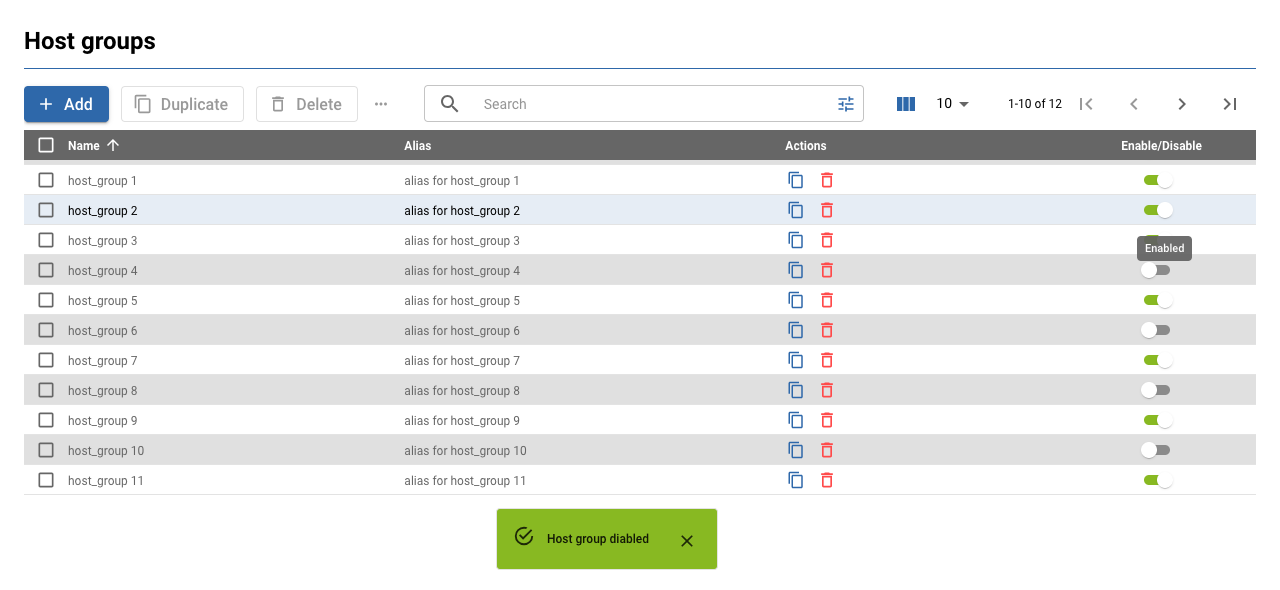 Host groups
Add Duplicate Delete ... Search 10 1-10 of 12
Name Alias Actions Enable/Disable
host_group 1 alias for host_group 1
host_group 2 alias for host_group 2
host_group 3 alias for host_group 3
Enabled
host_group 4 alias for host_group 4
host_group 5 alias for host_group 5
host_group 6 alias for host_group 6
host_group 7 alias for host_group 7
host_group 8 alias for host_group 8
host_group 9 alias for host_group 9
host_group 10 alias for host_group 10
host_group 11 alias for host_group 11
Host group diabled